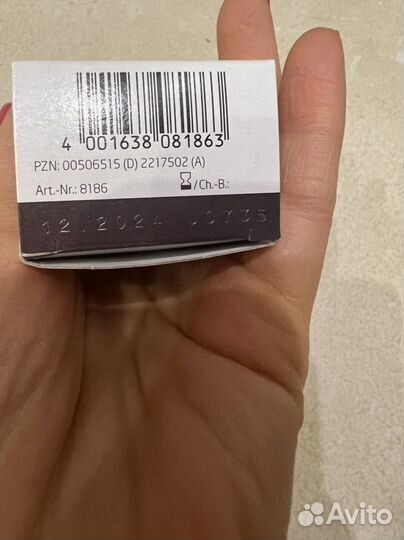 4 001638 081863
PZN: 00506515 (D) 2217502 (A)
Art.-Nr.: 8186
/Ch.-B.:
12 2024
Avito